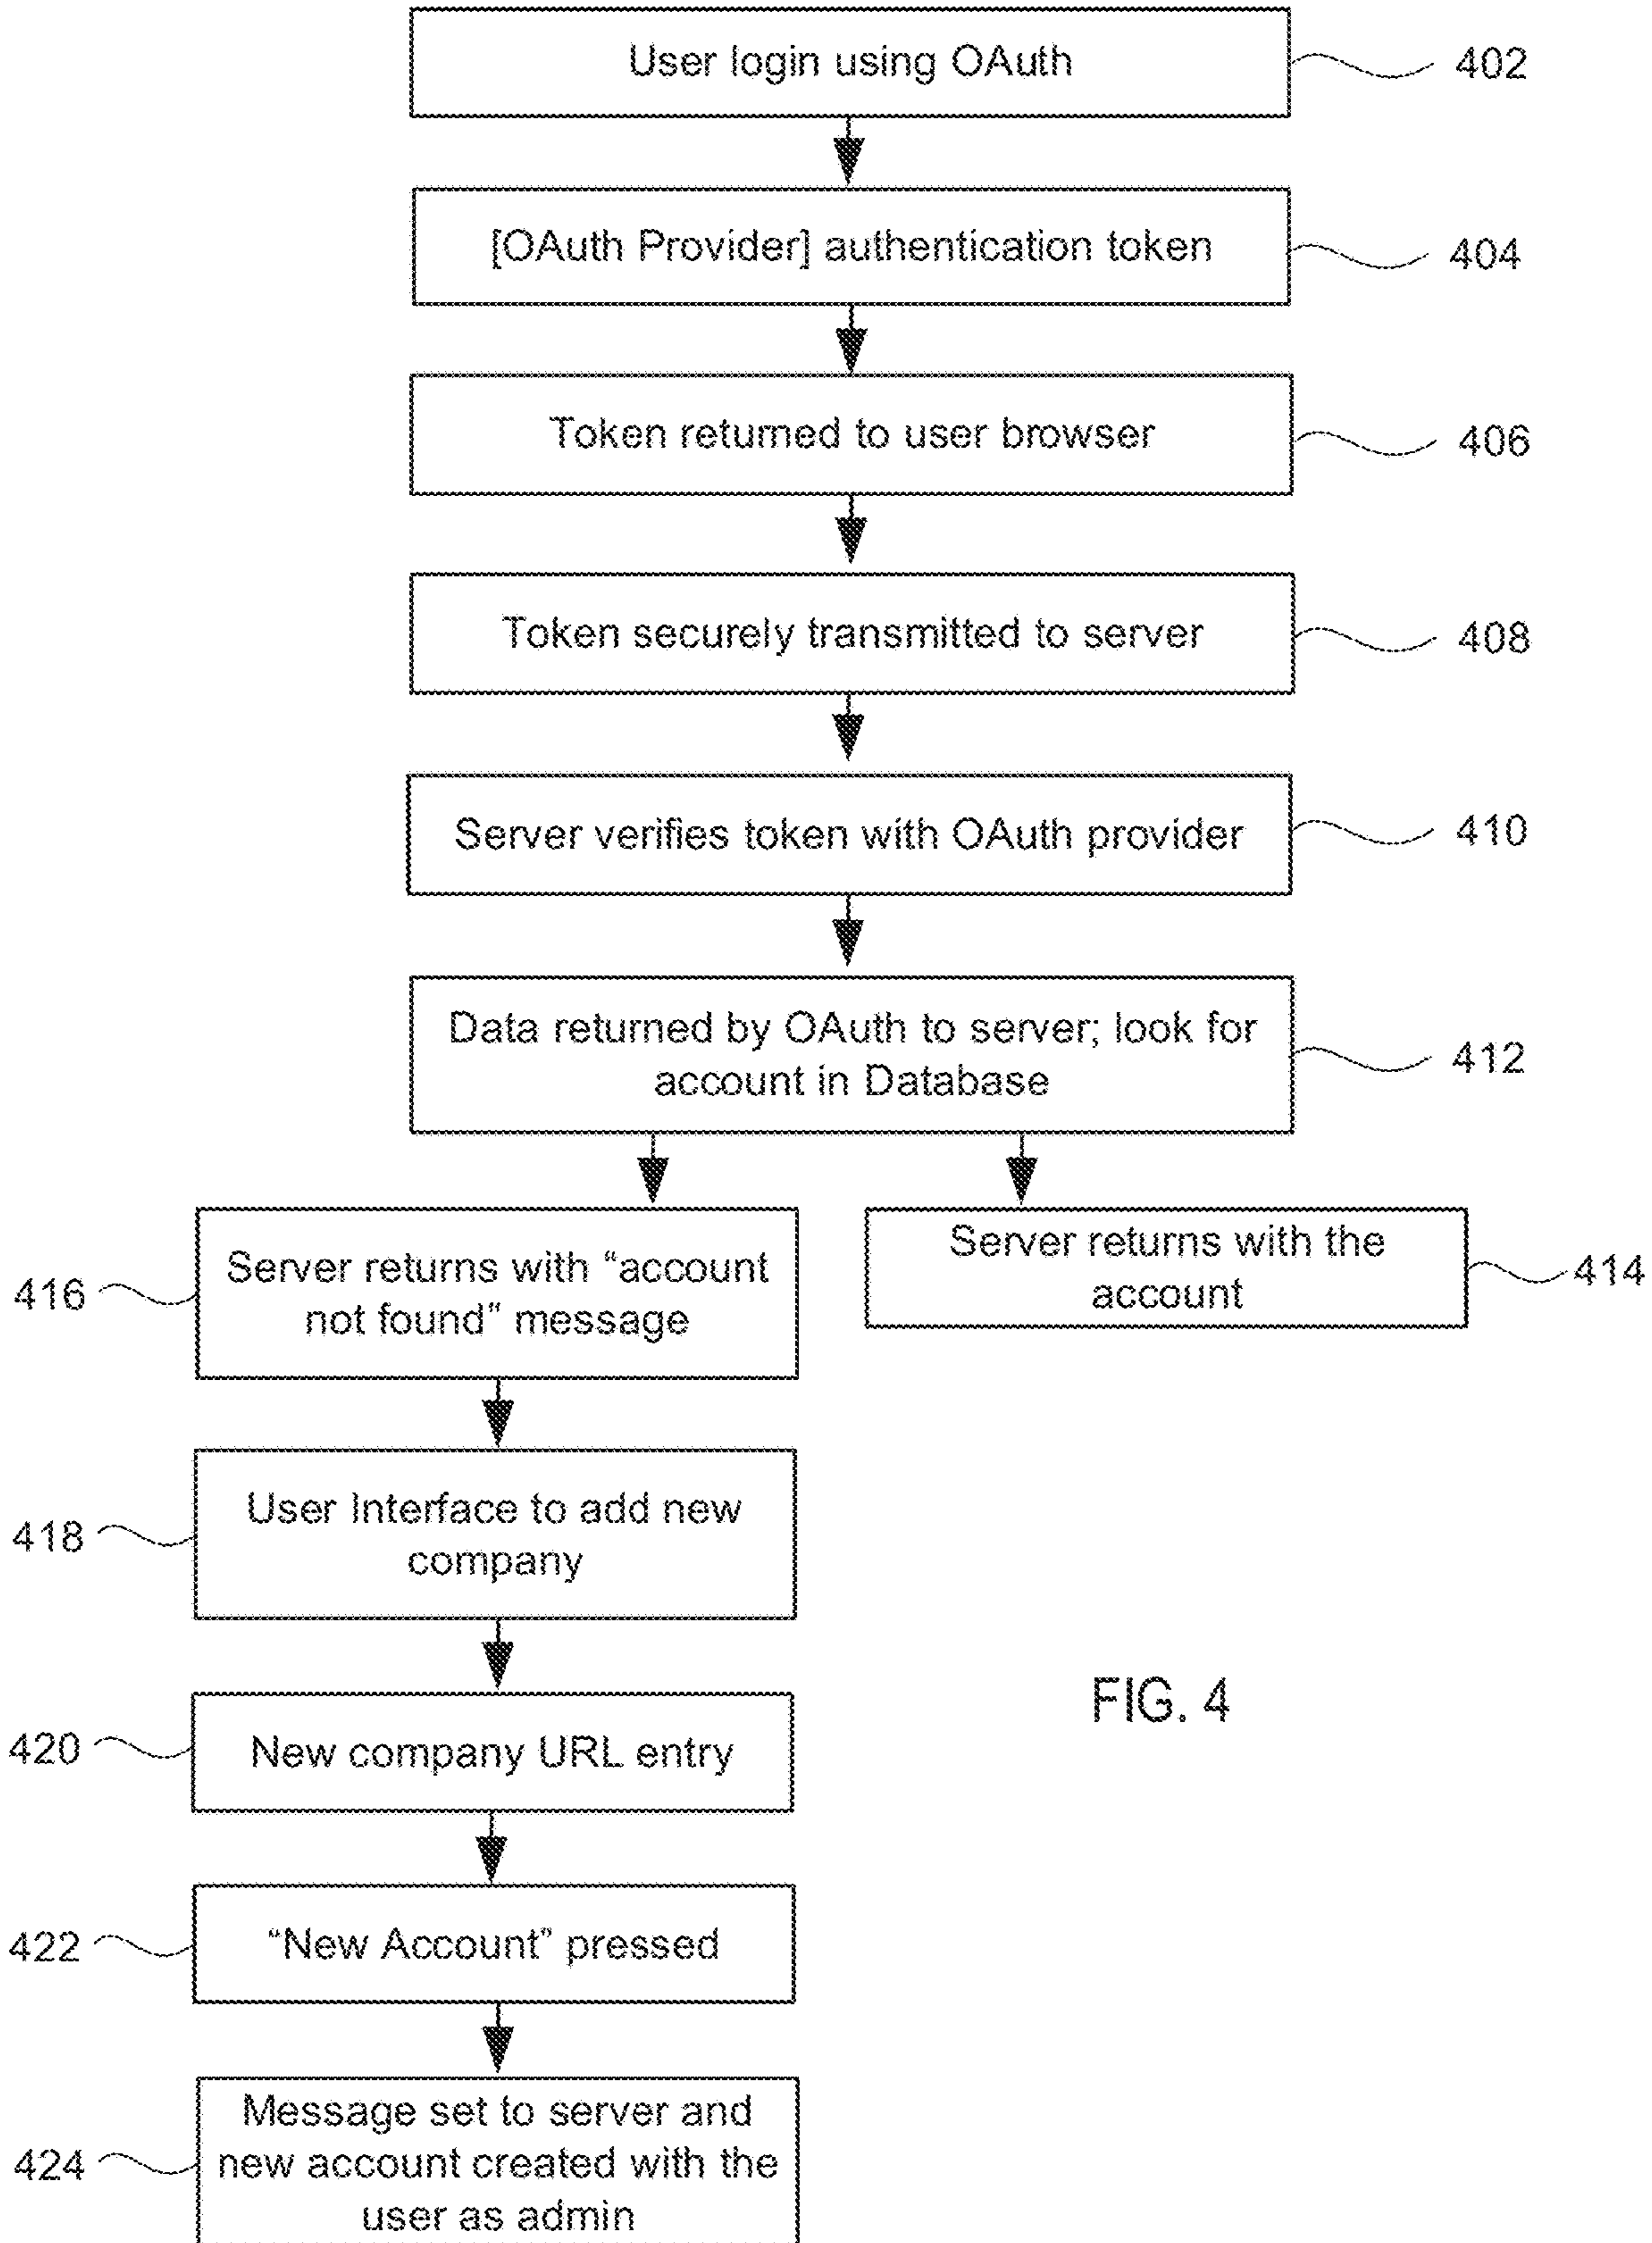 User login using OAuth
402
[OAuth Provider] authentication token
404
Token returned to user browser
406
Token securely transmitted to server
408
Server verifies token with OAuth provider
410
Data returned by OAuth to server; look for
account in Database
412
Server returns with “account
not found” message
416
Server returns with the
account
414
User Interface to add new
company
418
New company URL entry
420
FIG. 4
“New Account” pressed
422
Message set to server and
new account created with the
user as admin
424